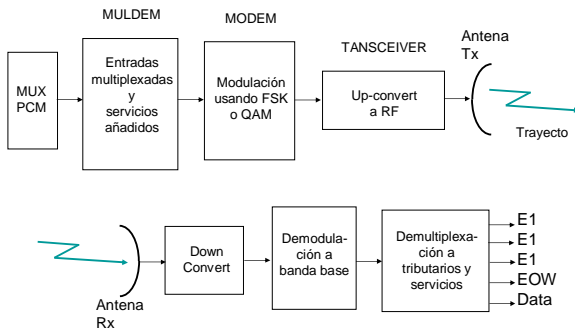 MULDEM
MODEM
TANSCEIVER
Antena
Tx
MUX
PCM
Entradas
multiplexadas
y
servicios
añadidos
Modulación
usando FSK
o QAM
Up-convert
a RF
Trayecto
Antena
Rx
Down
Convert
Demodula-
ción a
banda base
Demultiplexa-
ción a
tributarios y
servicios
E1
E1
E1
EOW
Data